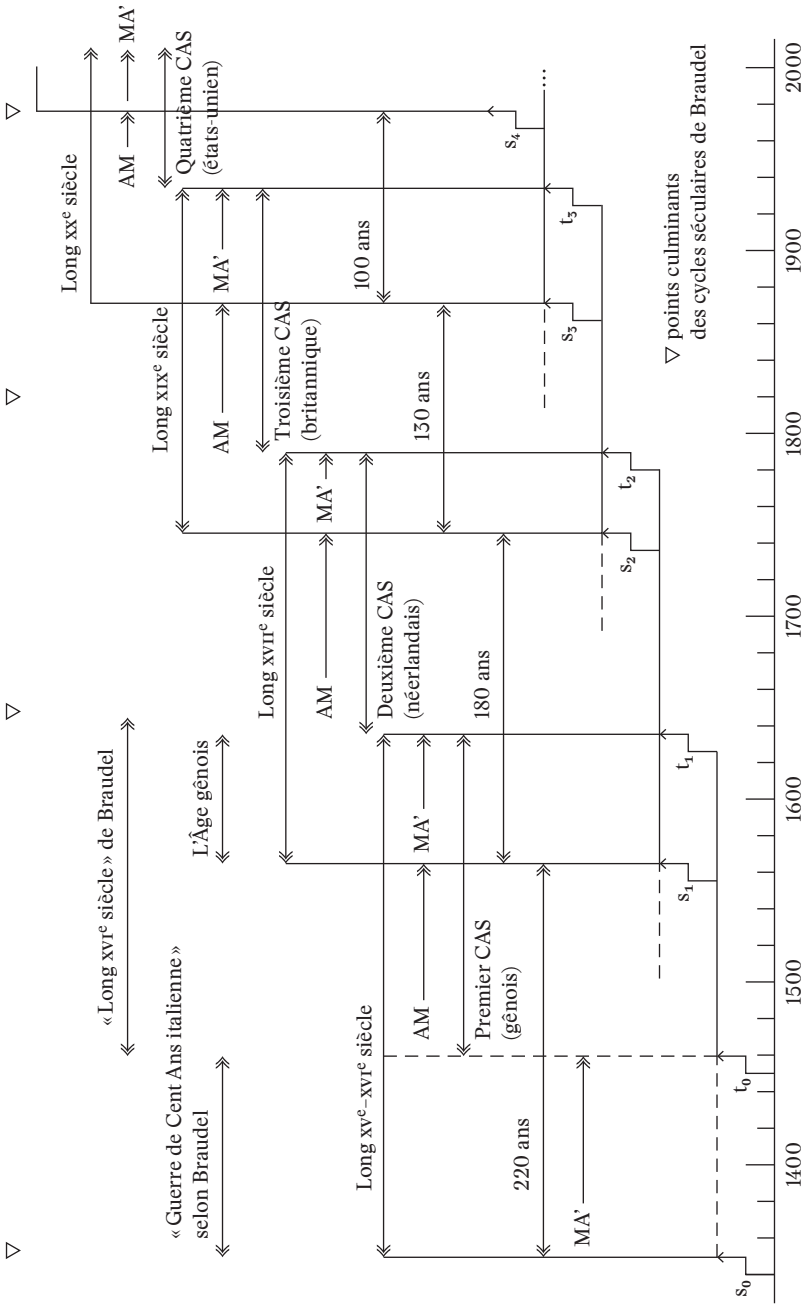 «Long XVIᵉ siècle» de Braudel
«Guerre de Cent Ans italienne»
selon Braudel
L'Âge gênois
Long XXᵉ siècle
AM
MA’
Quatrième CAS
(états-unien)
Long XIXᵉ siècle
AM
MA’
Troisième CAS
(britannique)
100 ans
Long XVIIᵉ siècle
AM
MA’
Deuxième CAS
(néerlandais)
130 ans
Long XVᵉ–XVIᵉ siècle
AM
MA’
Premier CAS
(gênois)
180 ans
220 ans
MA’
s₀
t₀
s₁
t₁
s₂
t₂
s₃
t₃
s₄
...
▽ points culminants
des cycles séculaires de Braudel
1400
1500
1600
1700
1800
1900
2000